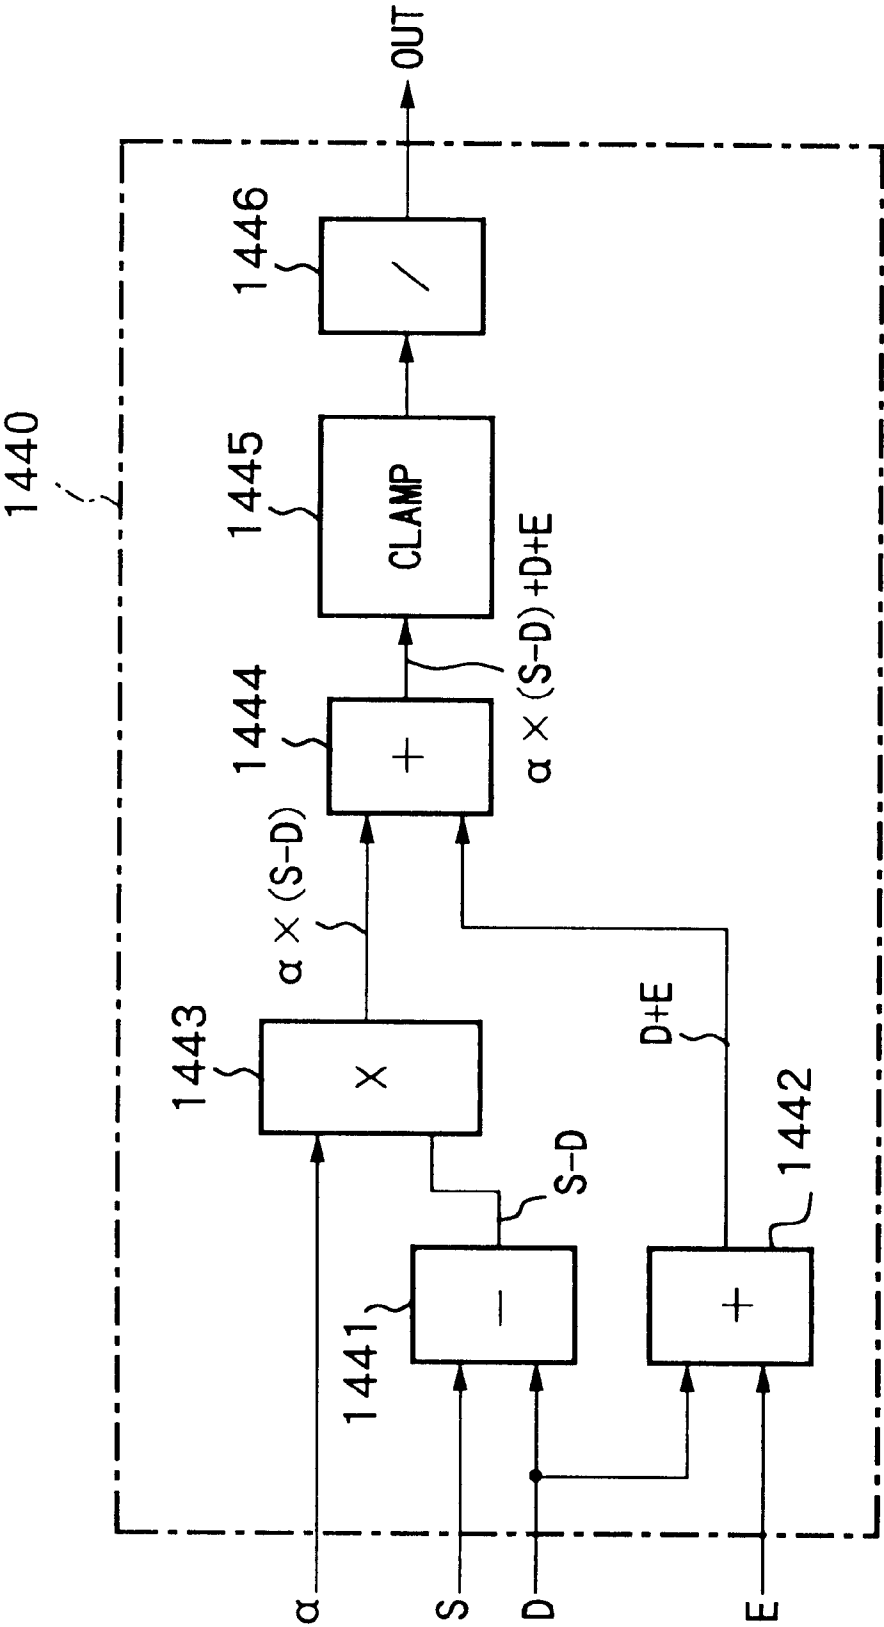 1440
α
S
D
E
1441
−
S−D
1442
+
D+E
1443
×
α×(S−D)
1444
+
α×(S−D)+D+E
1445
CLAMP
1446
/
OUT